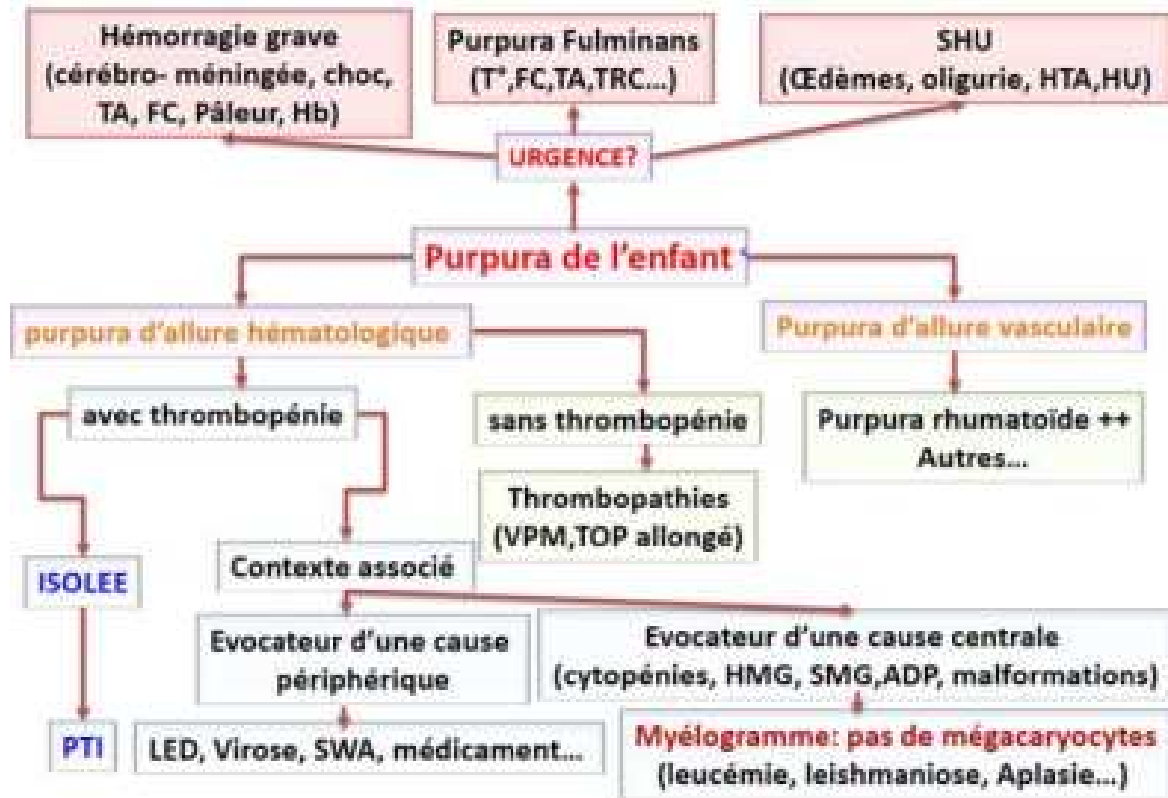 Hémorragie grave
(cérébro- méningée, choc,
TA, FC, Pâleur, Hb)
Purpura Fulminans
(T°,FC,TA,TRC...)
SHU
(Œdèmes, oligurie, HTA,HU)
URGENCE?
Purpura de l'enfant
purpura d'allure hématologique
Purpura d'allure vasculaire
avec thrombopénie
sans thrombopénie
Purpura rhumatoïde ++
Autres...
Thrombopathies
(VPM,TOP allongé)
ISOLEE
Contexte associé
Evocateur d'une cause
périphérique
Evocateur d'une cause centrale
(cytopénies, HMG, SMG,ADP, malformations)
PTI
LED, Virose, SWA, médicament...
Myélogramme: pas de mégacaryocytes
(leucémie, leishmaniose, Aplasie...)